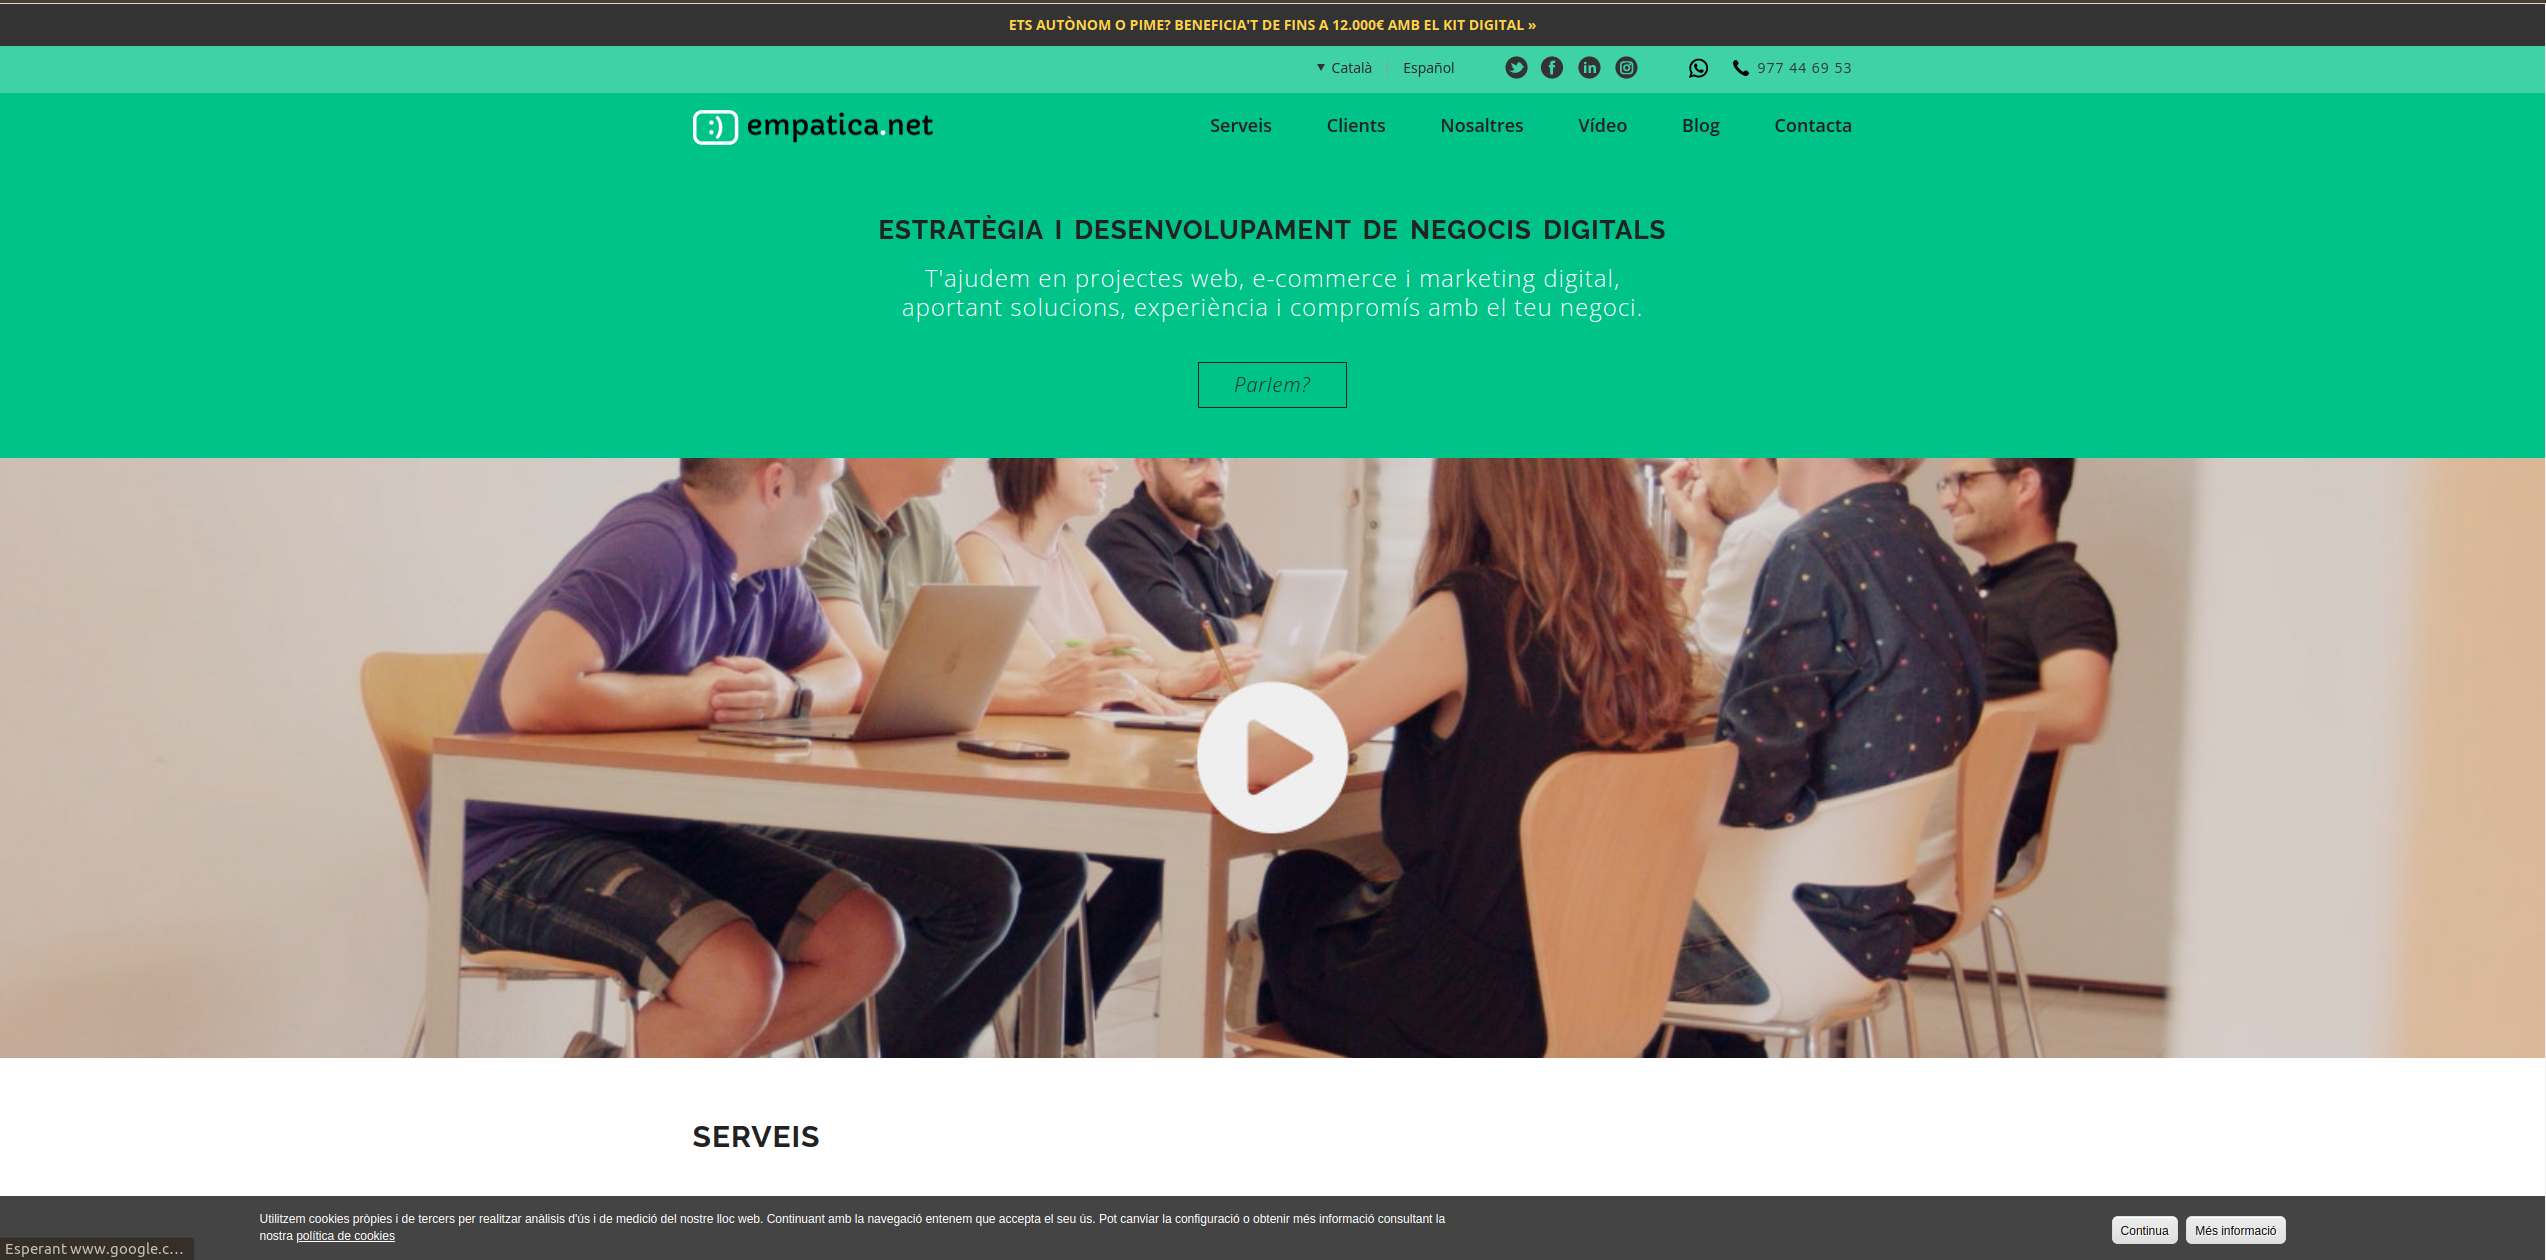 ETS AUTÒNOM O PIME? BENEFICIA'T DE FINS A 12.000€ AMB EL KIT DIGITAL »
Català
Español
977 44 69 53
empatica.net
Serveis
Clients
Nosaltres
Vídeo
Blog
Contacta
ESTRATÈGIA I DESENVOLUPAMENT DE NEGOCIS DIGITALS
T'ajudem en projectes web, e-commerce i marketing digital,
aportant solucions, experiència i compromís amb el teu negoci.
Parlem?
SERVEIS
Utilitzem cookies pròpies i de tercers per realitzar anàlisis d'ús i de medició del nostre lloc web. Continuant amb la navegació entenem que accepta el seu ús. Pot canviar la configuració o obtenir més informació consultant la
nostra política de cookies
Continua
Més informació
Esperant www.google.c...